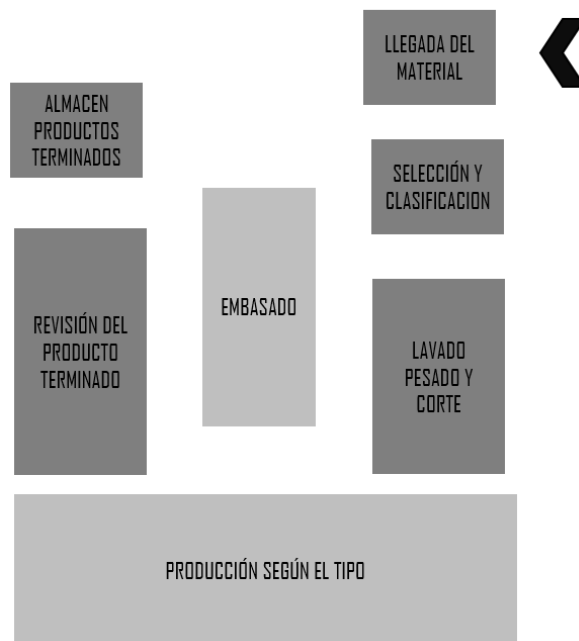 LLEGADA DEL
MATERIAL
ALMACEN
PRODUCTOS
TERMINADOS
SELECCIÓN Y
CLASIFICACION
EMBASADO
REVISIÓN DEL
PRODUCTO
TERMINADO
LAVADO
PESADO Y
CORTE
PRODUCCIÓN SEGÚN EL TIPO